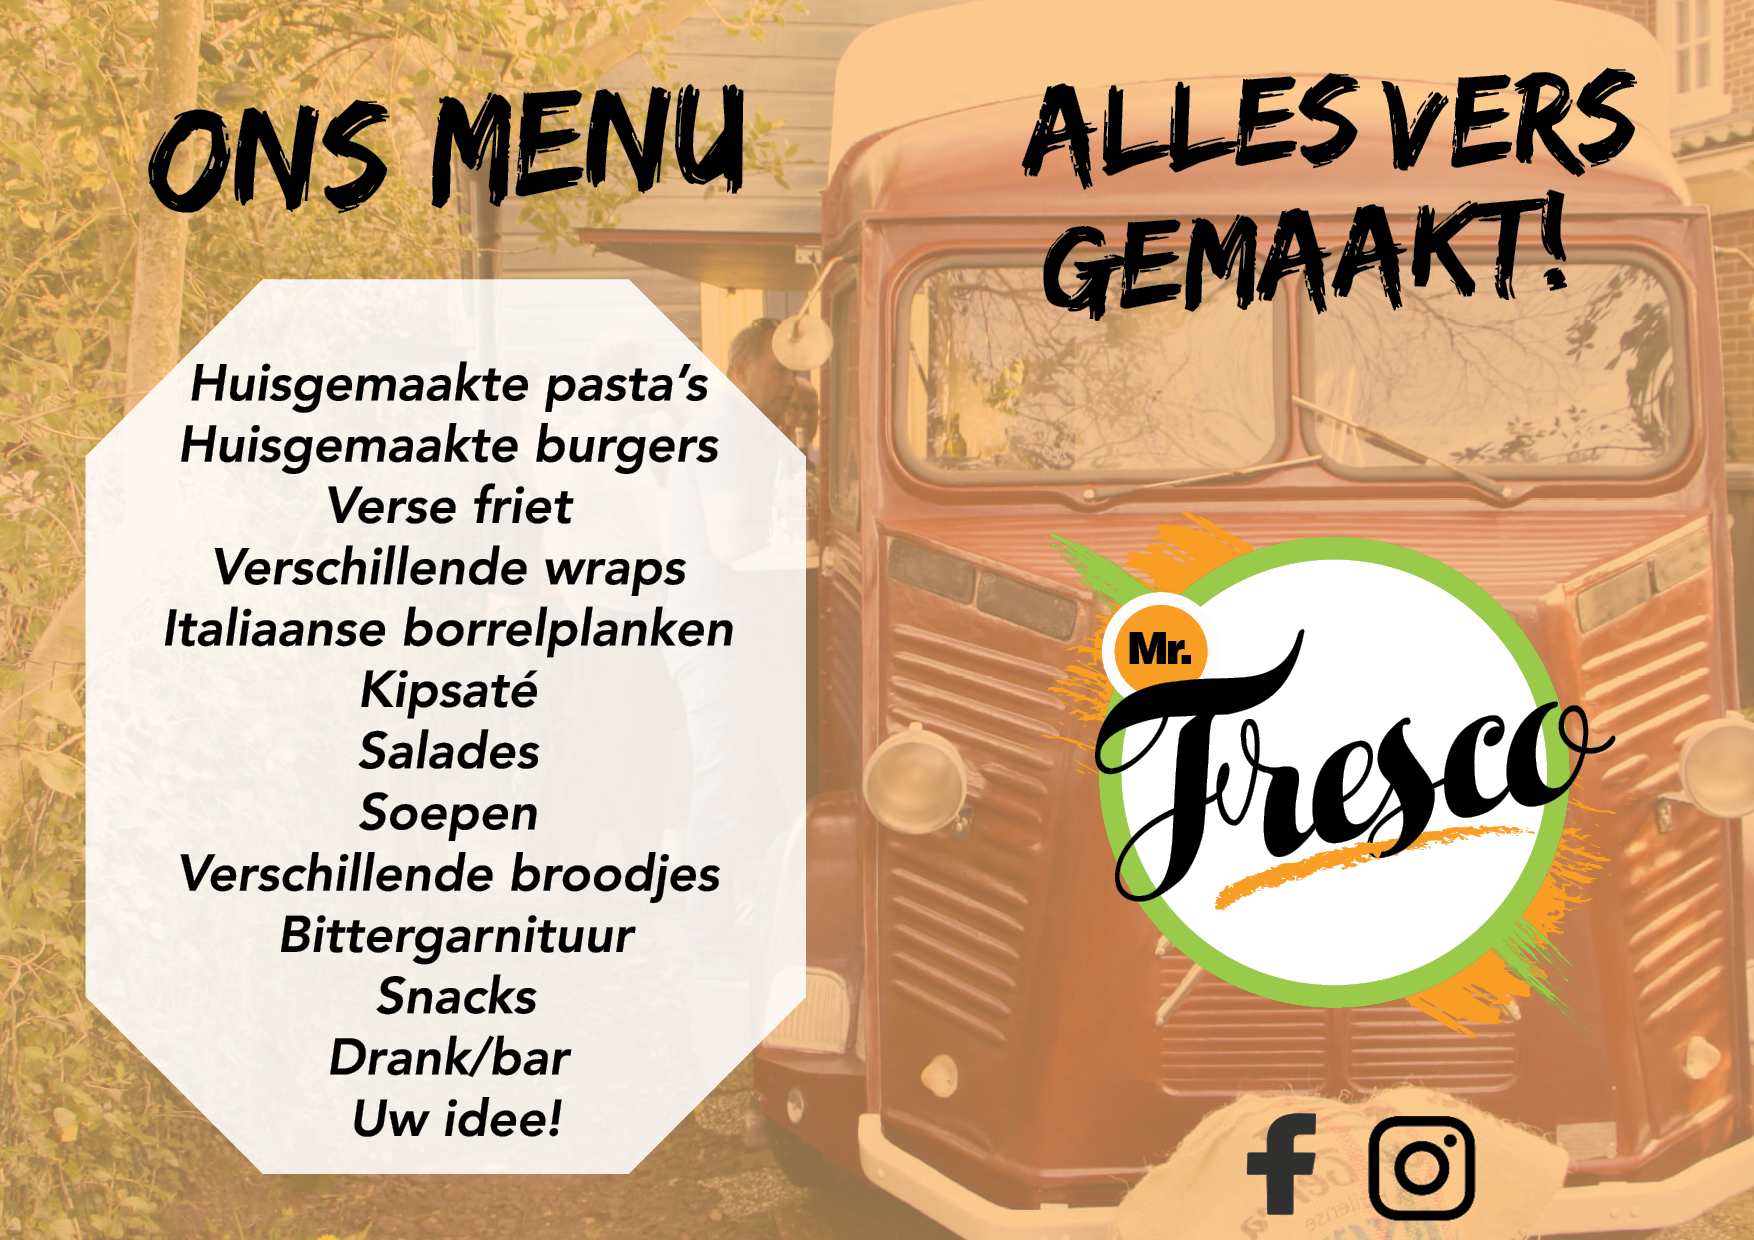 ONS MENU
Huisgemaakte pasta’s
Huisgemaakte burgers
Verse friet
Verschillende wraps
Italiaanse borrelplanken
Kipsaté
Salades
Soepen
Verschillende broodjes
Bittergarnituur
Snacks
Drank/bar
Uw idee!
ALLES VERS
GEMAAKT!
Mr.
Fresco